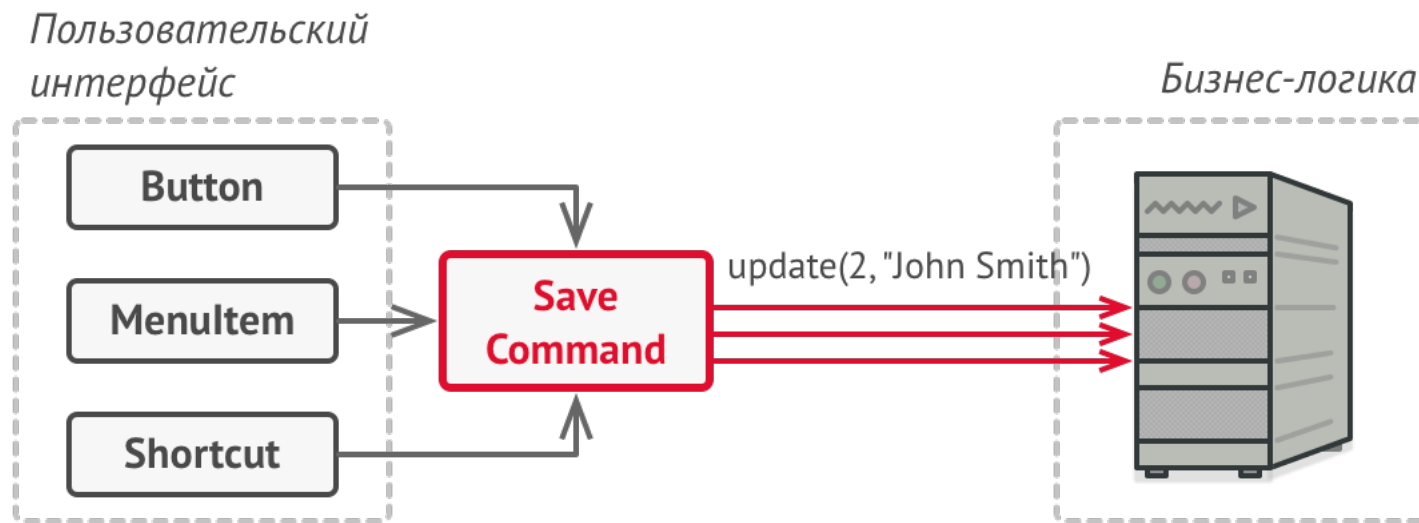 Пользовательский
интерфейс
Бизнес-логика
Button
MenuItem
Shortcut
Save
Command
update(2, "John Smith")